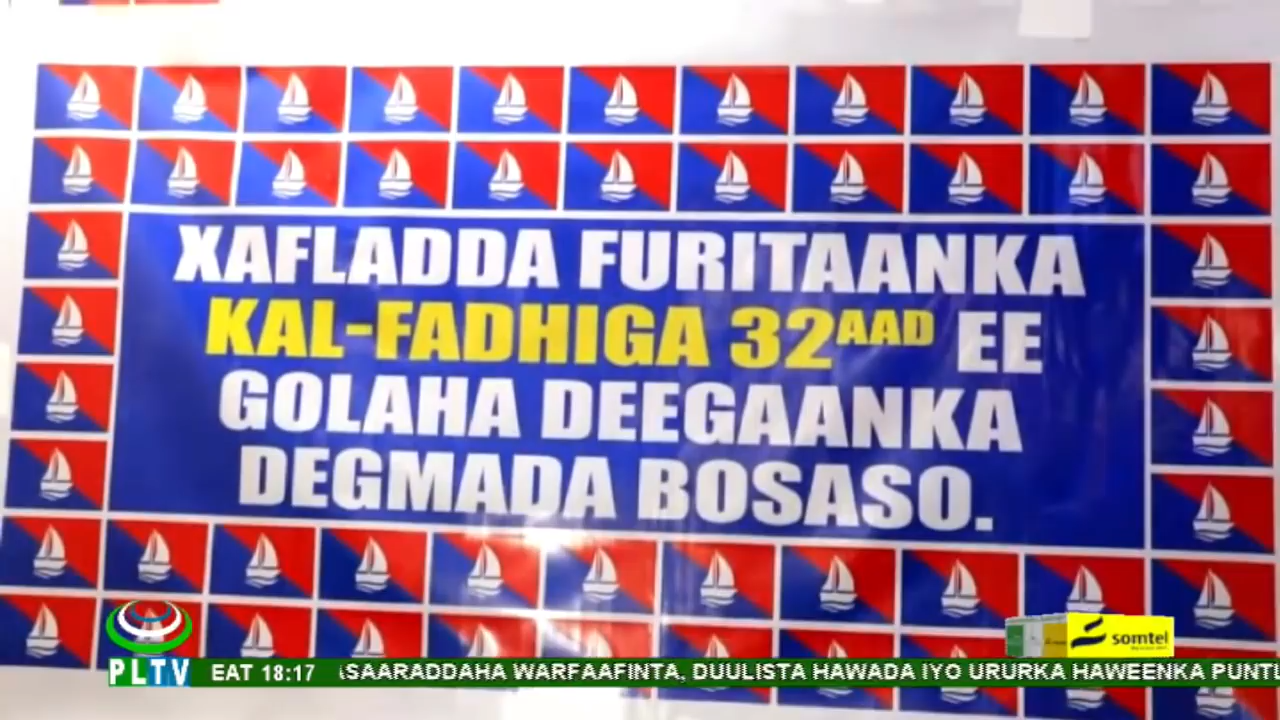 XAFLADDA FURITAANKA
KAL-FADHIGA 32AAD EE
GOLAHA DEEGAANKA
DEGMADA BOSASO.
somtel
PLTV
EAT 18:17
SAARADDAHA WARFAAFINTA, DUULISTA HAWADA IYO URURKA HAWEENKA PUNTL